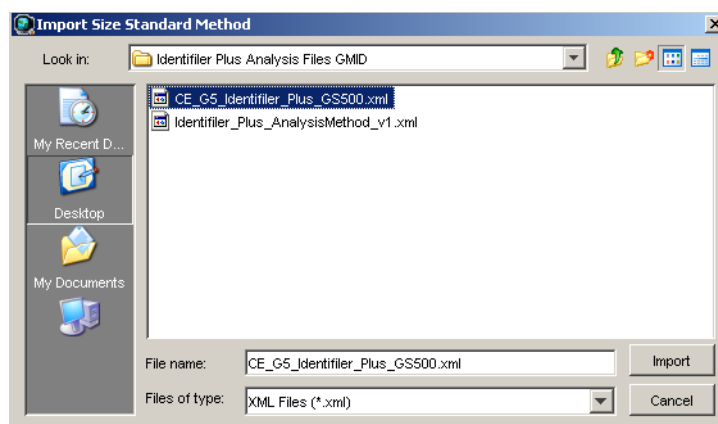 Import Size Standard Method
Look in: Identifiler Plus Analysis Files GMID
CE_G5_Identifiler_Plus_GS500.xml
Identifiler_Plus_AnalysisMethod_v1.xml
My Recent D...
Desktop
My Documents
File name: CE_G5_Identifiler_Plus_GS500.xml Import
Files of type: XML Files (*.xml) Cancel